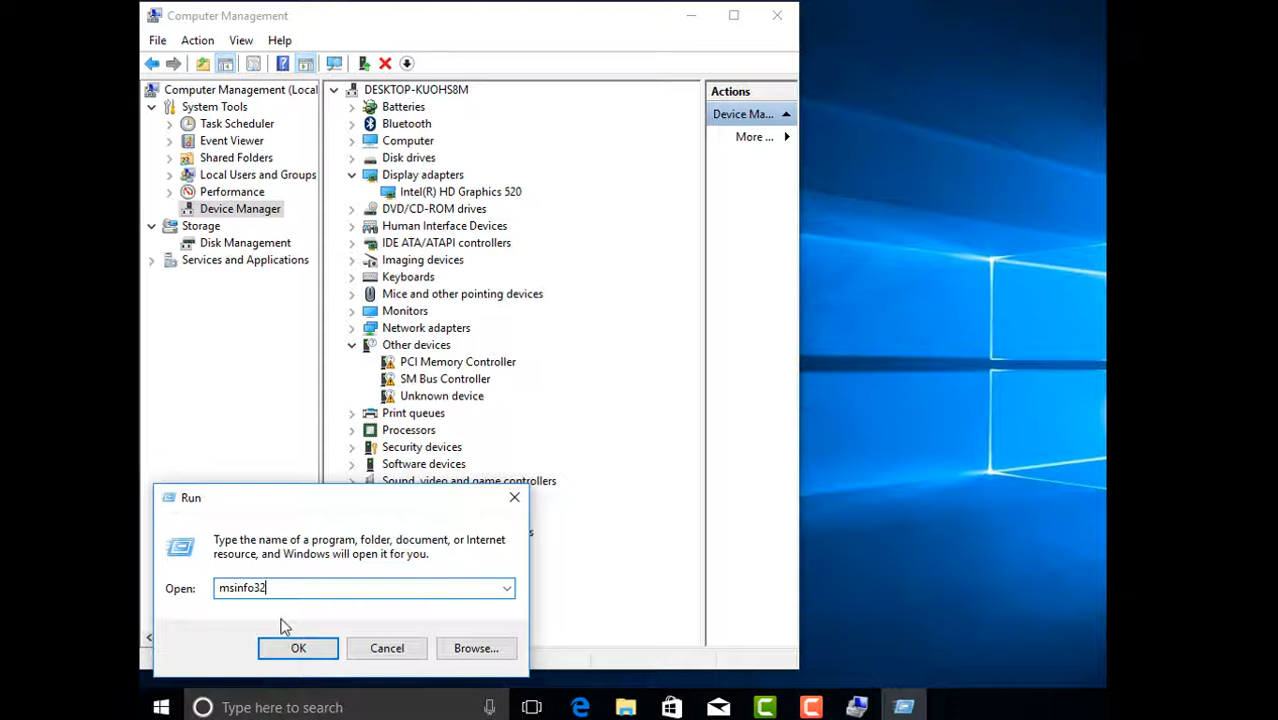 Computer Management
File Action View Help
Computer Management (Local
System Tools
Task Scheduler
Event Viewer
Shared Folders
Local Users and Groups
Performance
Device Manager
Storage
Disk Management
Services and Applications
DESKTOP-KUOHS8M
Batteries
Bluetooth
Computer
Disk drives
Display adapters
Intel(R) HD Graphics 520
DVD/CD-ROM drives
Human Interface Devices
IDE ATA/ATAPI controllers
Imaging devices
Keyboards
Mice and other pointing devices
Monitors
Network adapters
Other devices
PCI Memory Controller
SM Bus Controller
Unknown device
Print queues
Processors
Security devices
Software devices
Sound, video and game controllers
Actions
Device Ma...
More ...
Run
Type the name of a program, folder, document, or Internet
resource, and Windows will open it for you.
Open: msinfo32
OK Cancel Browse...
Type here to search